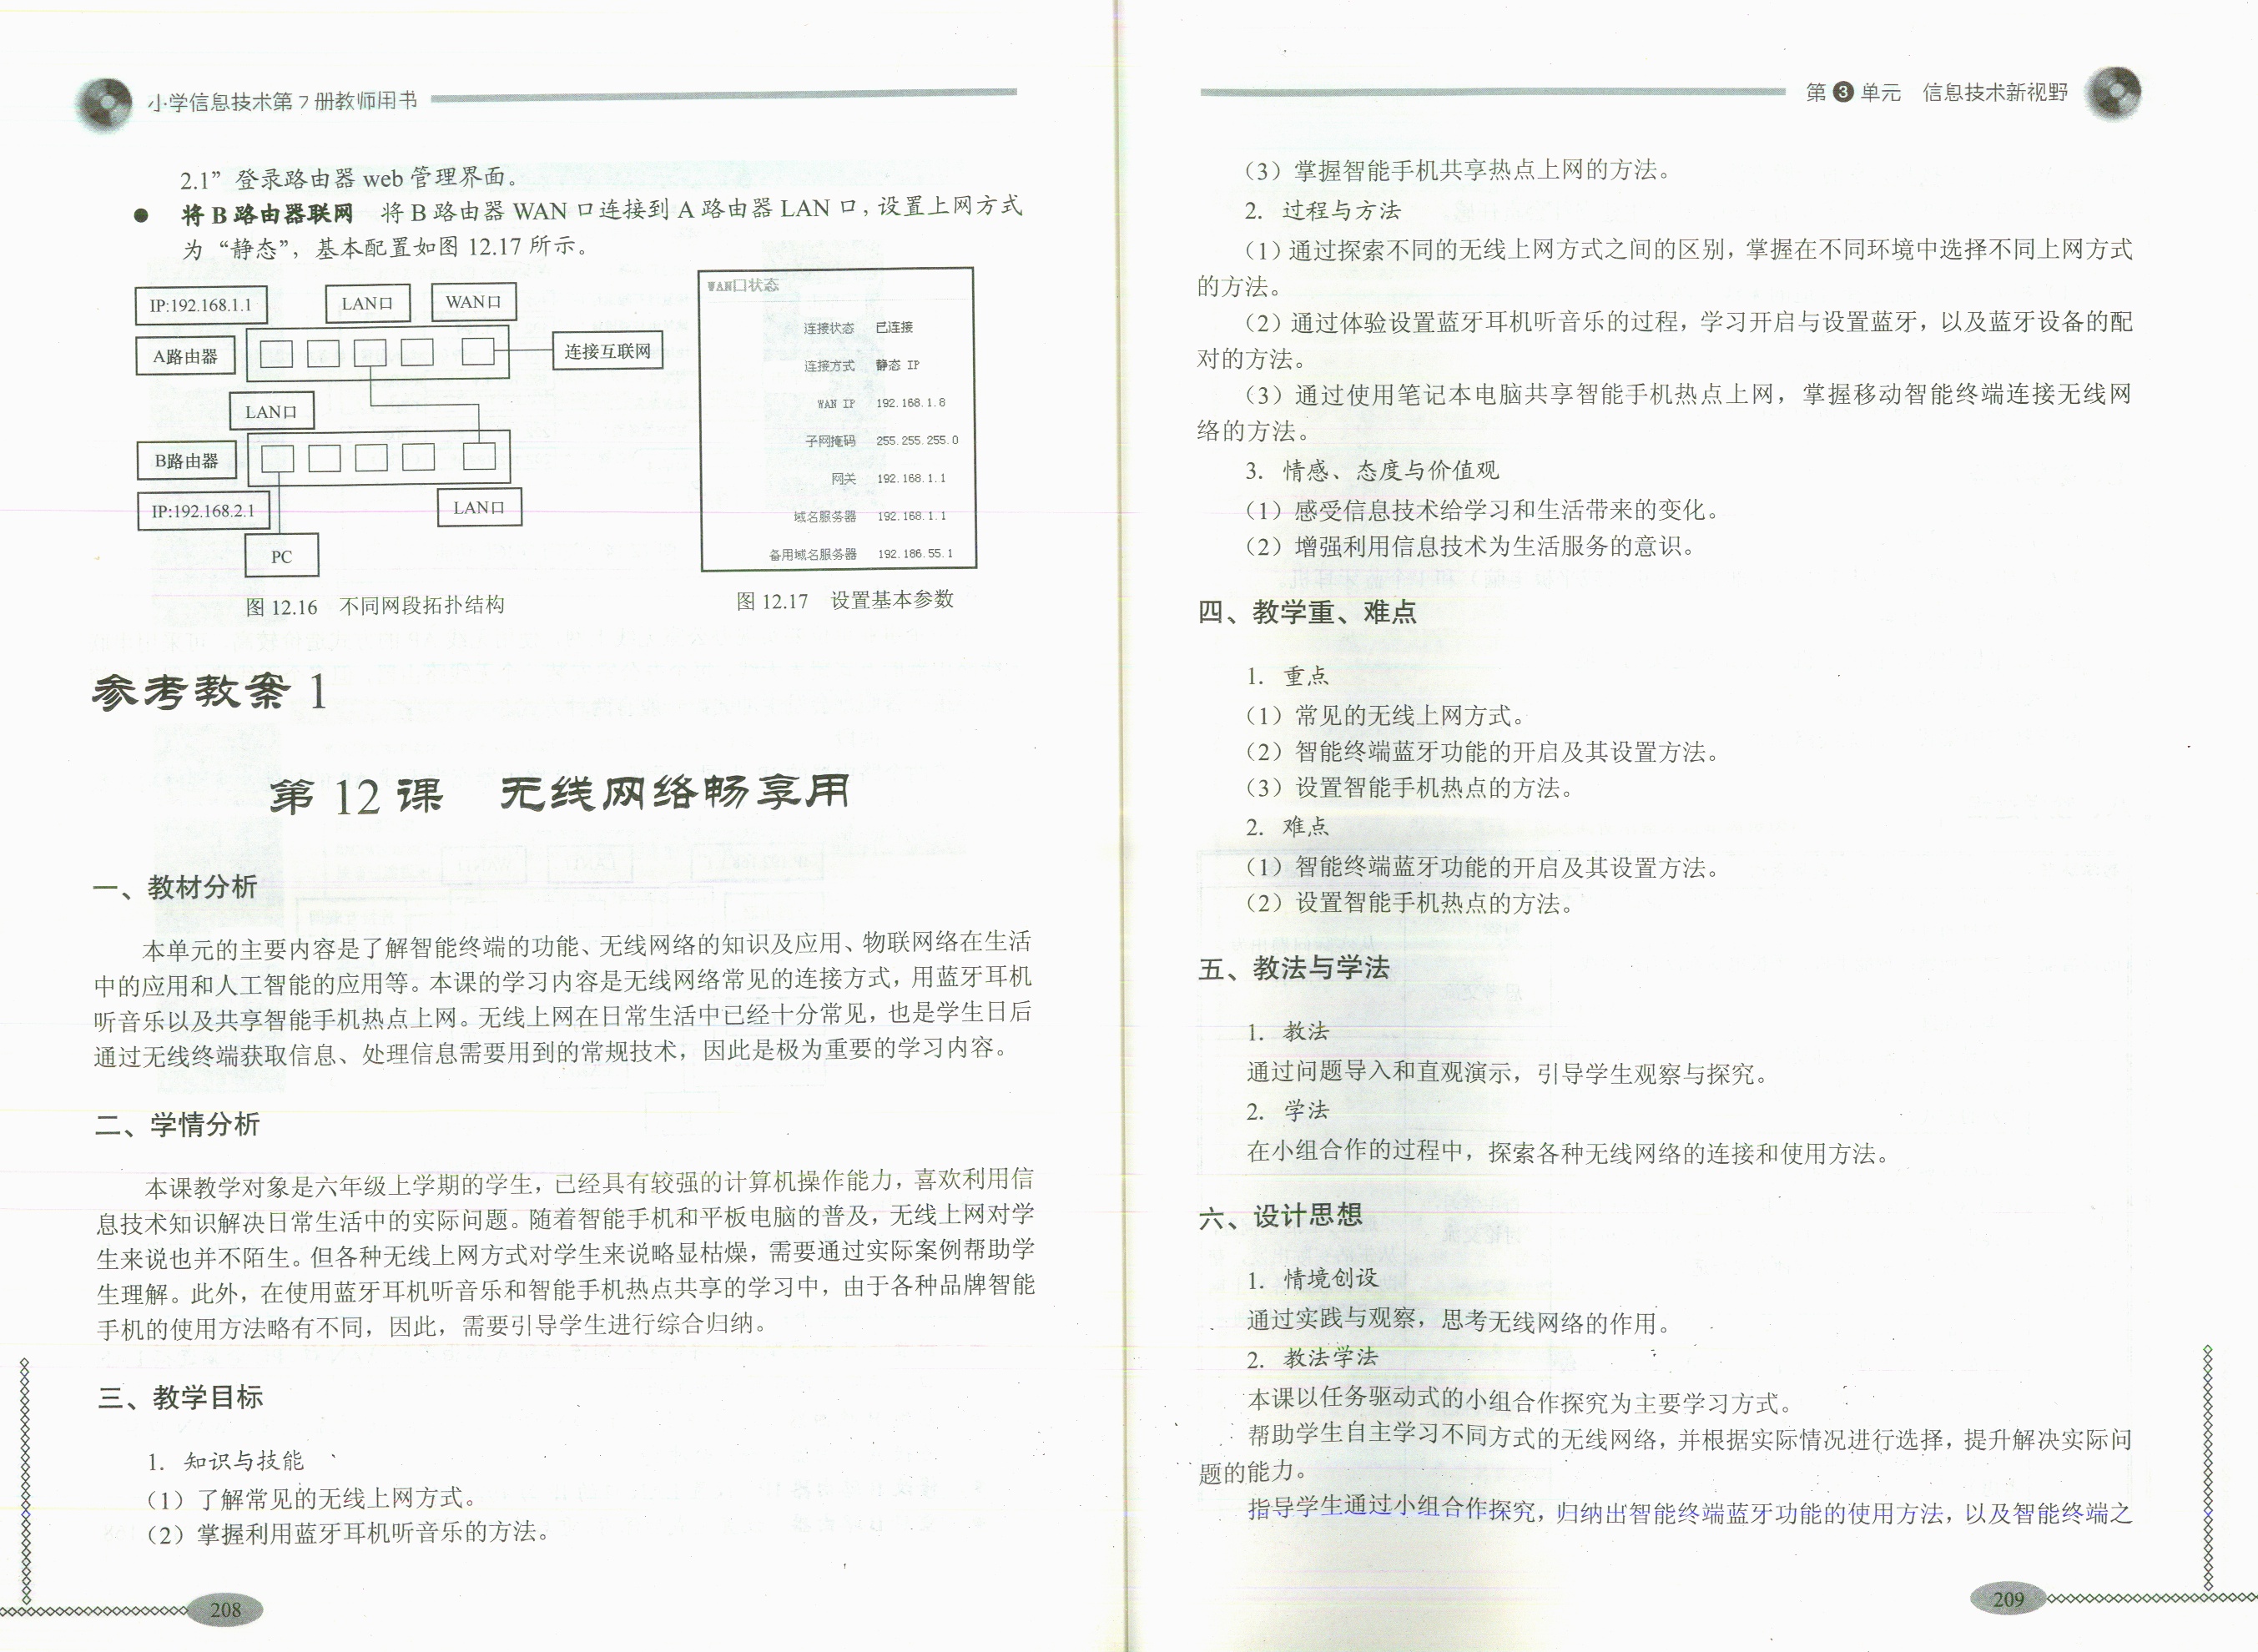 小学信息技术第7册教师用书
2.1”登录路由器 web 管理界面。
● 将 B 路由器联网　将 B 路由器 WAN 口连接到 A 路由器 LAN 口，设置上网方式
为“静态”，基本配置如图 12.17 所示。
IP:192.168.1.1
LAN口
WAN口
A路由器
连接互联网
LAN口
B路由器
IP:192.168.2.1
LAN口
PC
图 12.16　不同网段拓扑结构
WAN口状态
连接状态　已连接
连接方式　静态 IP
WAN IP　192.168.1.8
子网掩码　255.255.255.0
网关　192.168.1.1
域名服务器　192.168.1.1
备用域名服务器　192.186.55.1
图 12.17　设置基本参数
参考教案 1
第 12 课　无线网络畅享用
一、教材分析
本单元的主要内容是了解智能终端的功能、无线网络的知识及应用、物联网络在生活
中的应用和人工智能的应用等。本课的学习内容是无线网络常见的连接方式，用蓝牙耳机
听音乐以及共享智能手机热点上网。无线上网在日常生活中已经十分常见，也是学生日后
通过无线终端获取信息、处理信息需要用到的常规技术，因此是极为重要的学习内容。
二、学情分析
本课教学对象是六年级上学期的学生，已经具有较强的计算机操作能力，喜欢利用信
息技术知识解决日常生活中的实际问题。随着智能手机和平板电脑的普及，无线上网对学
生来说也并不陌生。但各种无线上网方式对学生来说略显枯燥，需要通过实际案例帮助学
生理解。此外，在使用蓝牙耳机听音乐和智能手机热点共享的学习中，由于各种品牌智能
手机的使用方法略有不同，因此，需要引导学生进行综合归纳。
三、教学目标
1. 知识与技能
（1）了解常见的无线上网方式。
（2）掌握利用蓝牙耳机听音乐的方法。
208
第 3 单元　信息技术新视野
（3）掌握智能手机共享热点上网的方法。
2. 过程与方法
（1）通过探索不同的无线上网方式之间的区别，掌握在不同环境中选择不同上网方式
的方法。
（2）通过体验设置蓝牙耳机听音乐的过程，学习开启与设置蓝牙，以及蓝牙设备的配
对的方法。
（3）通过使用笔记本电脑共享智能手机热点上网，掌握移动智能终端连接无线网
络的方法。
3. 情感、态度与价值观
（1）感受信息技术给学习和生活带来的变化。
（2）增强利用信息技术为生活服务的意识。
四、教学重、难点
1. 重点
（1）常见的无线上网方式。
（2）智能终端蓝牙功能的开启及其设置方法。
（3）设置智能手机热点的方法。
2. 难点
（1）智能终端蓝牙功能的开启及其设置方法。
（2）设置智能手机热点的方法。
五、教法与学法
1. 教法
通过问题导入和直观演示，引导学生观察与探究。
2. 学法
在小组合作的过程中，探索各种无线网络的连接和使用方法。
六、设计思想
1. 情境创设
通过实践与观察，思考无线网络的作用。
2. 教法学法
本课以任务驱动式的小组合作探究为主要学习方式。
帮助学生自主学习不同方式的无线网络，并根据实际情况进行选择，提升解决实际问
题的能力。
指导学生通过小组合作探究，归纳出智能终端蓝牙功能的使用方法，以及智能终端之
209